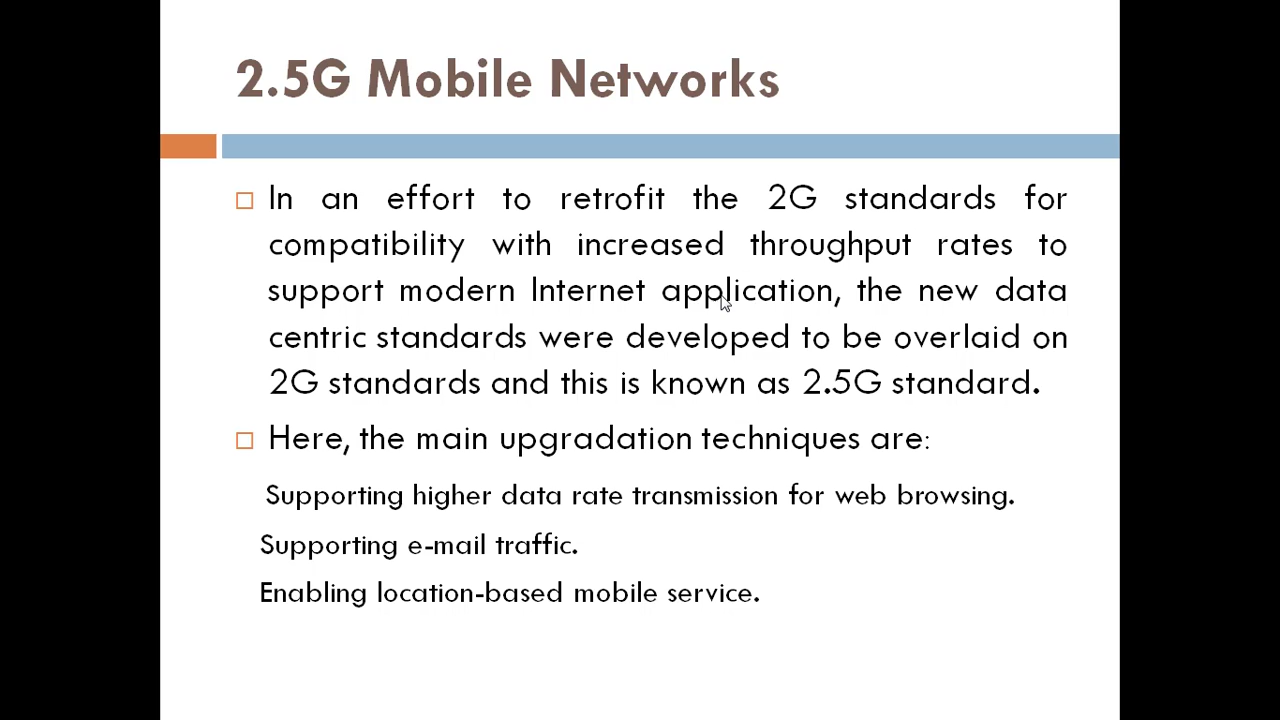 2.5G Mobile Networks
In an effort to retrofit the 2G standards for
compatibility with increased throughput rates to
support modern Internet application, the new data
centric standards were developed to be overlaid on
2G standards and this is known as 2.5G standard.
Here, the main upgradation techniques are:
Supporting higher data rate transmission for web browsing.
Supporting e-mail traffic.
Enabling location-based mobile service.